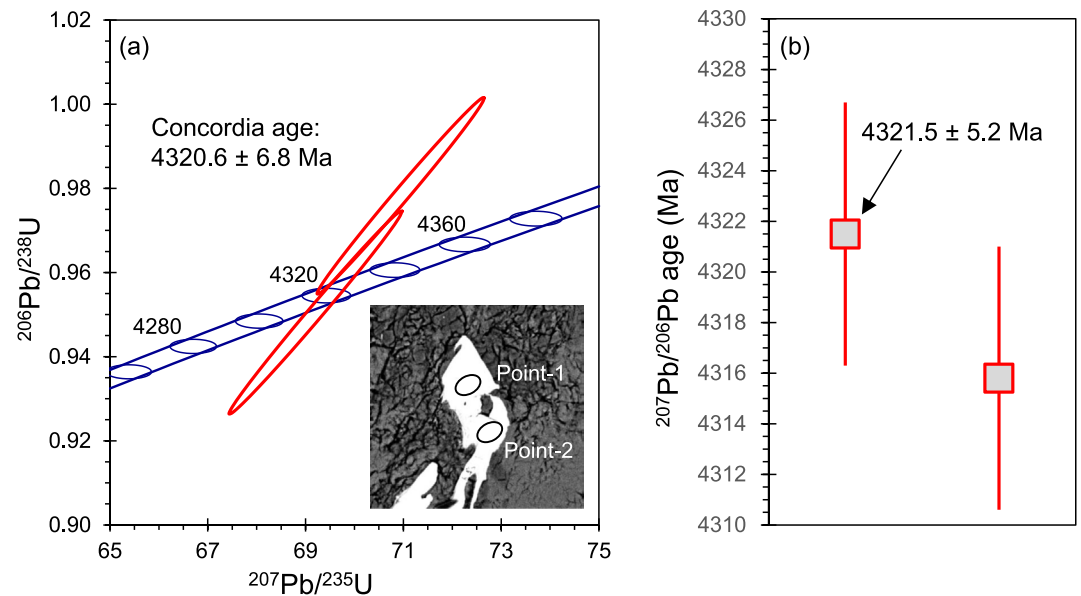 (a)
Concordia age:
4320.6 ± 6.8 Ma
1.02
1.00
0.98
0.96
0.94
0.92
0.90
²⁰⁶Pb/²³⁸U
4280
4320
4360
Point-1
Point-2
65
67
69
71
73
75
²⁰⁷Pb/²³⁵U
(b)
4321.5 ± 5.2 Ma
4330
4328
4326
4324
4322
4320
4318
4316
4314
4312
4310
²⁰⁷Pb/²⁰⁶Pb age (Ma)